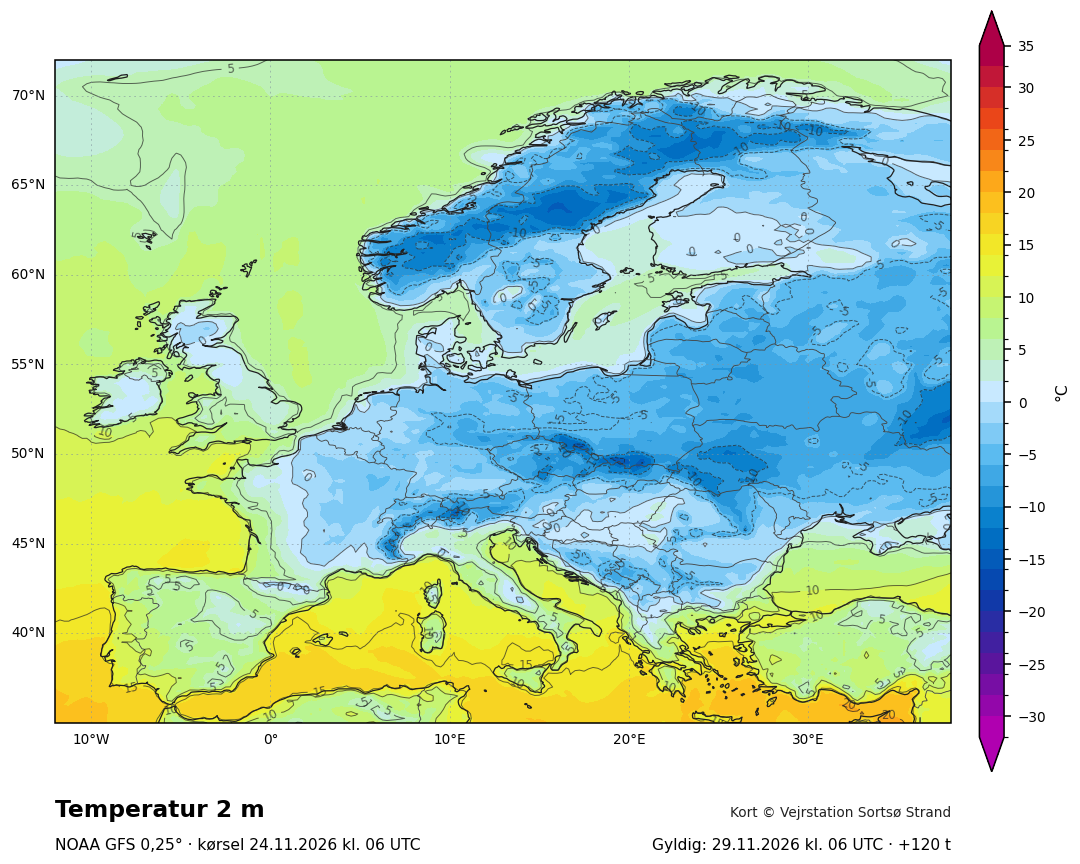 70°N
65°N
60°N
55°N
50°N
45°N
40°N
10°W 0° 10°E 20°E 30°E
35
30
25
20
15
10
5
0
−5
−10
−15
−20
−25
−30
°C
Temperatur 2 m
Kort © Vejrstation Sortsø Strand
NOAA GFS 0,25° · kørsel 24.11.2026 kl. 06 UTC
Gyldig: 29.11.2026 kl. 06 UTC · +120 t